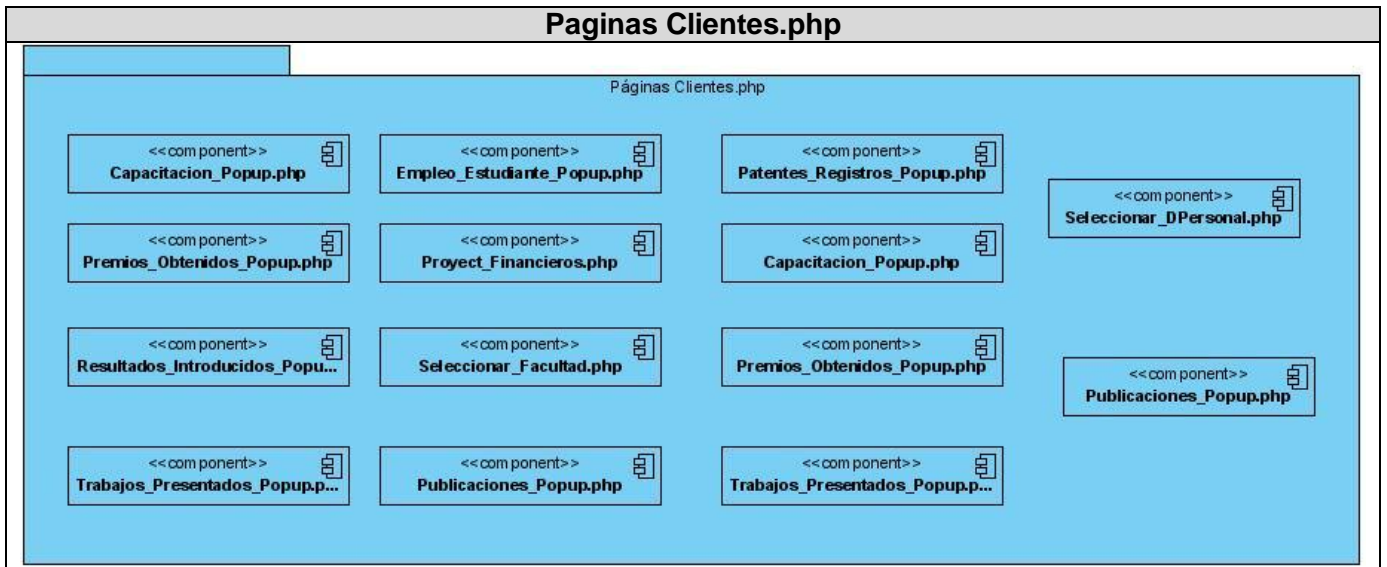 Paginas Clientes.php
Páginas Clientes.php
<<component>>
Capacitacion_Popup.php
<<component>>
Empleo_Estudiante_Popup.php
<<component>>
Patentes_Registros_Popup.php
<<component>>
Seleccionar_DPersonal.php
<<component>>
Premios_Obtenidos_Popup.php
<<component>>
Proyect_Financieros.php
<<component>>
Capacitacion_Popup.php
<<component>>
Resultados_Introducidos_Popu...
<<component>>
Seleccionar_Facultad.php
<<component>>
Premios_Obtenidos_Popup.php
<<component>>
Publicaciones_Popup.php
<<component>>
Trabajos_Presentados_Popup.p...
<<component>>
Publicaciones_Popup.php
<<component>>
Trabajos_Presentados_Popup.p...